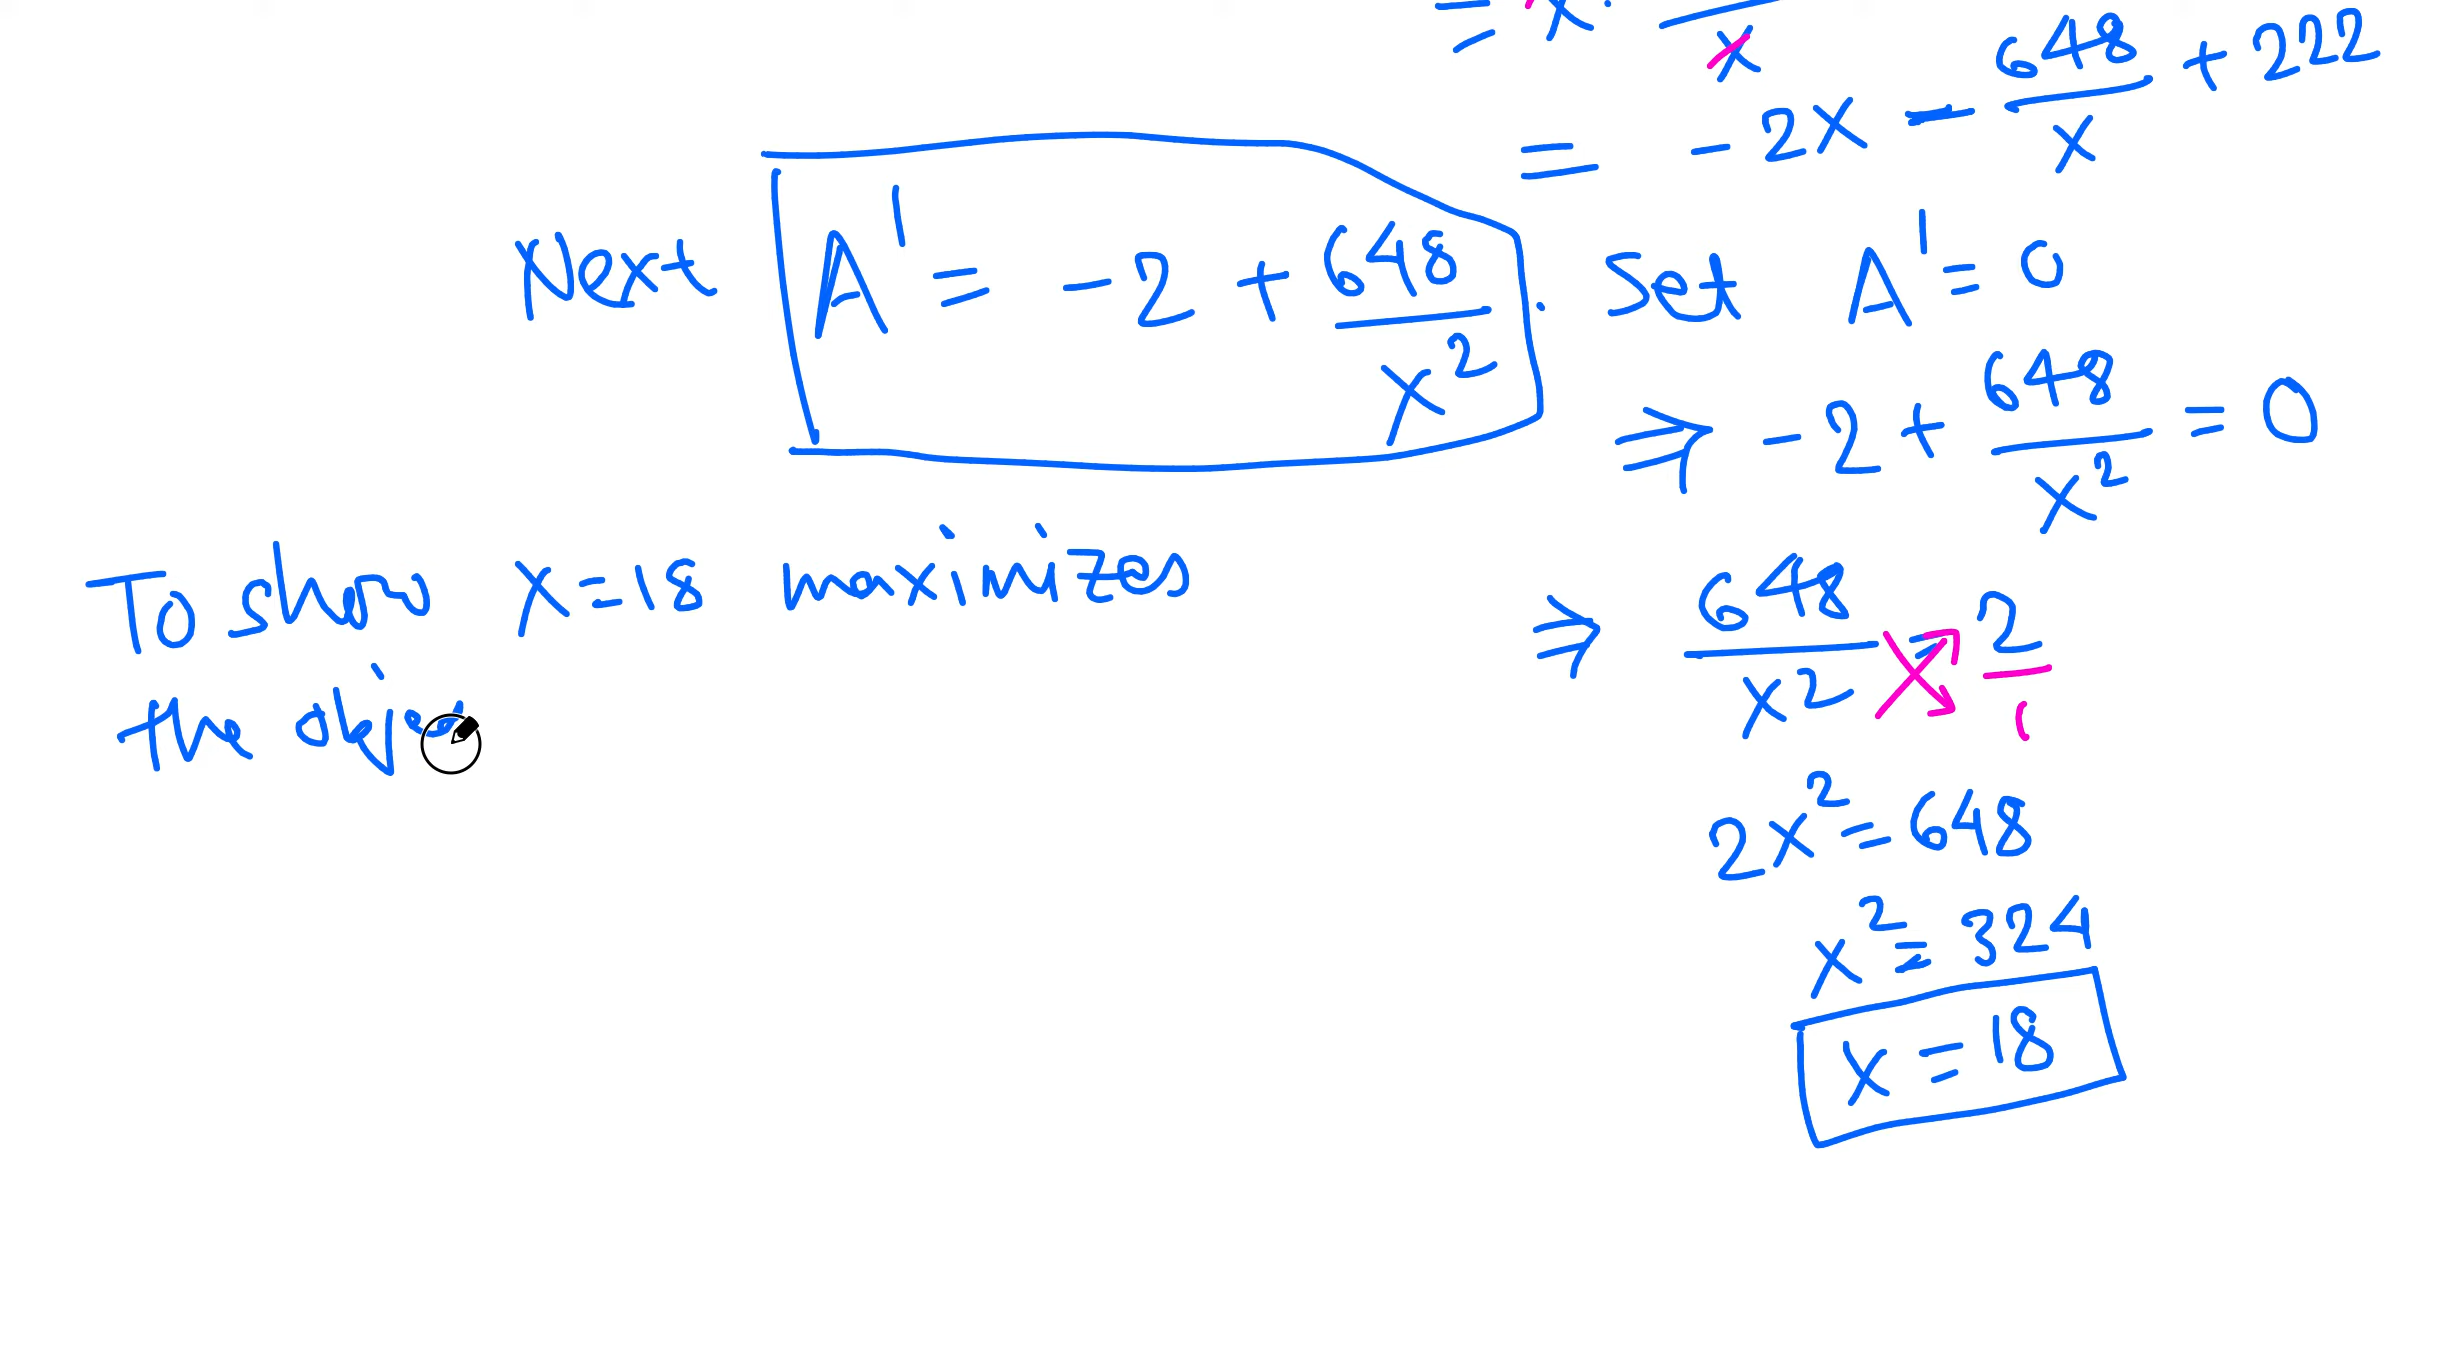 = x.
x
= -2x - 648/x + 222
Next A' = -2 + 648/x² . Set A' = 0
⇒ -2 + 648/x² = 0
To show x=18 maximizes
the objec
⇒ 648/x² = 2/1
2x² = 648
x² = 324
x = 18